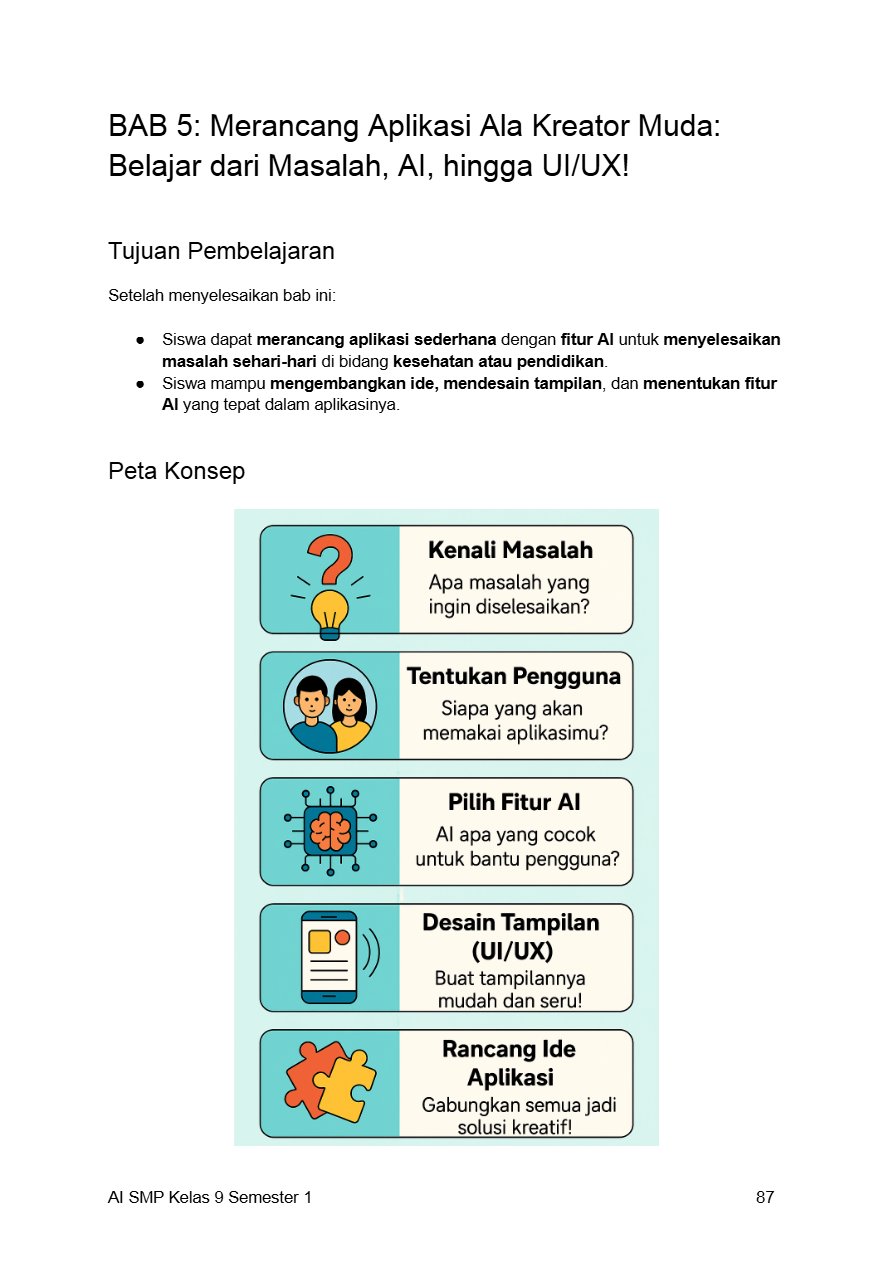 BAB 5: Merancang Aplikasi Ala Kreator Muda:
Belajar dari Masalah, AI, hingga UI/UX!
Tujuan Pembelajaran
Setelah menyelesaikan bab ini:
● Siswa dapat merancang aplikasi sederhana dengan fitur AI untuk menyelesaikan
masalah sehari-hari di bidang kesehatan atau pendidikan.
● Siswa mampu mengembangkan ide, mendesain tampilan, dan menentukan fitur
AI yang tepat dalam aplikasinya.
Peta Konsep
Kenali Masalah
Apa masalah yang
ingin diselesaikan?
Tentukan Pengguna
Siapa yang akan
memakai aplikasimu?
Pilih Fitur AI
AI apa yang cocok
untuk bantu pengguna?
Desain Tampilan
(UI/UX)
Buat tampilannya
mudah dan seru!
Rancang Ide
Aplikasi
Gabungkan semua jadi
solusi kreatif!
AI SMP Kelas 9 Semester 1
87